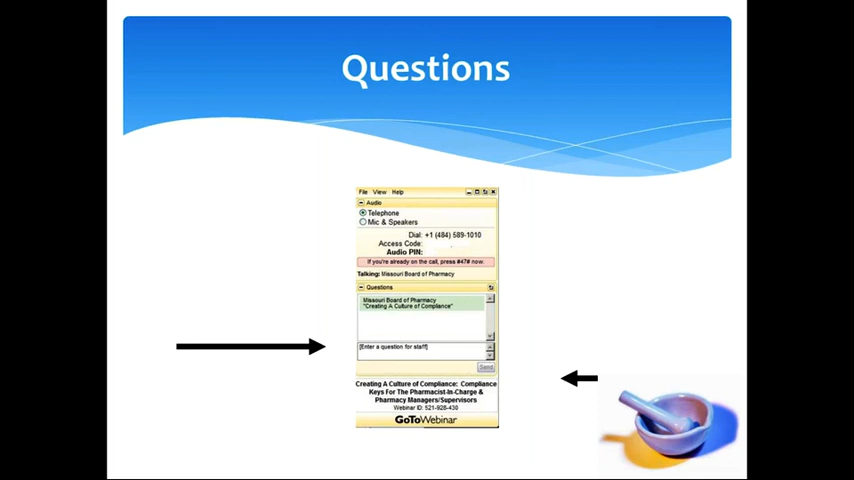 Questions
File View Help
Audio
Telephone
Mic & Speakers
Dial: +1 (484) 589-1010
Access Code:
Audio PIN:
If you're already on the call, press #47# now.
Talking: Missouri Board of Pharmacy
Questions
Missouri Board of Pharmacy
"Creating A Culture of Compliance"
[Enter a question for staff]
Send
Creating A Culture of Compliance: Compliance
Keys For The Pharmacist-In-Charge &
Pharmacy Managers/Supervisors
Webinar ID: 521-928-430
GoToWebinar